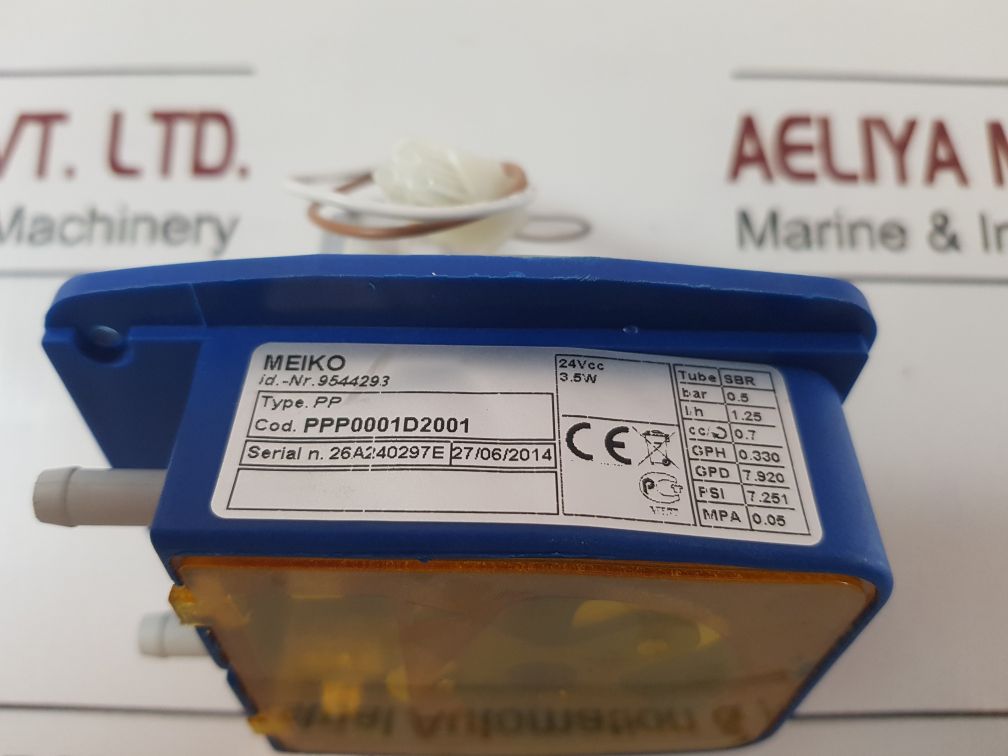 VT. LTD.
Machinery
AELIYA M
Marine & In
MEIKO
id.-Nr. 9544293
Type. PP
Cod. PPP0001D2001
Serial n. 26A240297E 27/06/2014
24Vcc
3.5W
CE
Tube SBR
bar 0.5
l/h 1.25
cc/ 0.7
GPH 0.330
GPD 7.920
PSI 7.251
MPA 0.05
Automation &